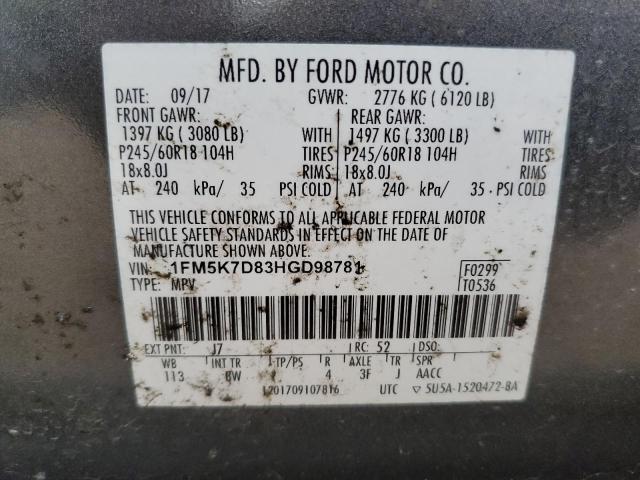 MFD. BY FORD MOTOR CO.
DATE: 09/17 GVWR: 2776 KG ( 6120 LB)
FRONT GAWR: REAR GAWR:
1397 KG ( 3080 LB) WITH 1497 KG ( 3300 LB) WITH
P245/60R18 104H TIRES P245/60R18 104H TIRES
18x8.0J RIMS 18x8.0J RIMS
AT 240 kPa/ 35 PSI COLD AT 240 kPa/ 35 PSI COLD
THIS VEHICLE CONFORMS TO ALL APPLICABLE FEDERAL MOTOR
VEHICLE SAFETY STANDARDS IN EFFECT ON THE DATE OF
MANUFACTURE SHOWN ABOVE.
VIN: 1FM5K7D83HGD98781 F0299
TYPE: MPV T0536
EXT PNT: J7 RC: 52 DSO:
WB INT TR TP/PS R AXLE TR SPR
113 BW 4 3F J AACC
1201709107816 UTC ▽ 5U5A-1520472-BA